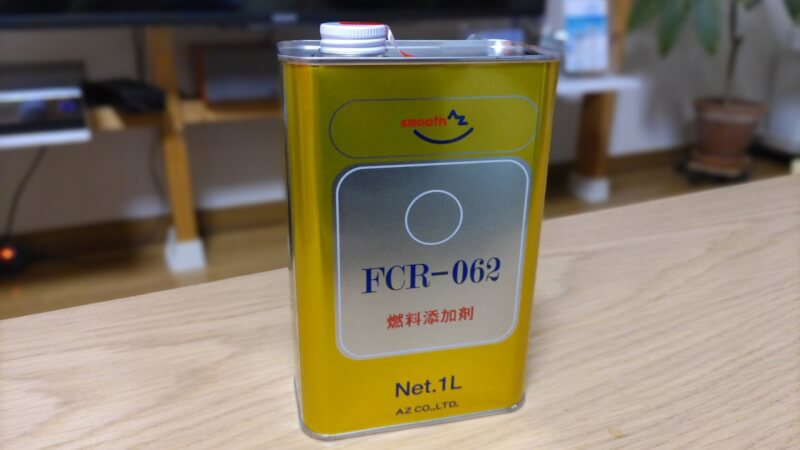 smooth AZ
FCR-062
燃料添加剤
Net.1L
AZ CO.,LTD.